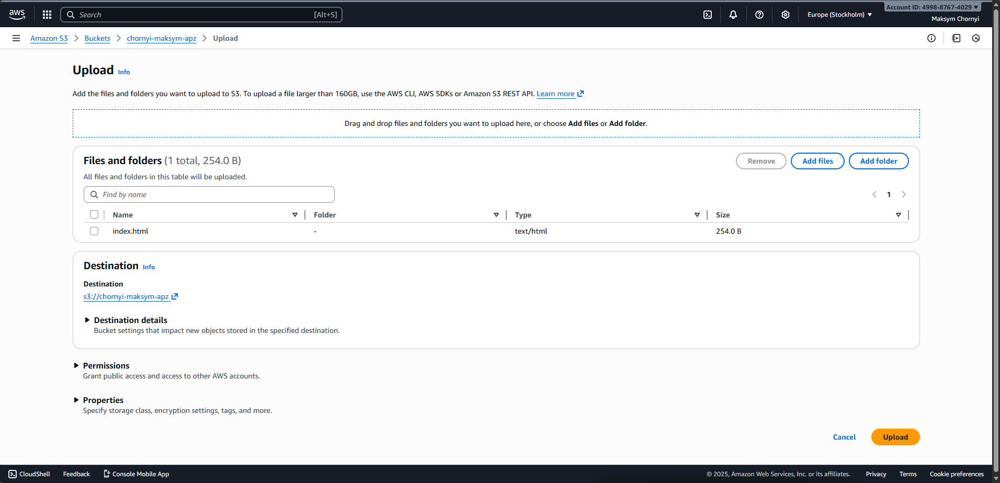 aws
Search [Alt+S]
Europe (Stockholm)
Account ID: 4998-8767-4029
Maksym Chornyi
Amazon S3 > Buckets > chornyi-maksym-apz > Upload
Upload Info
Add the files and folders you want to upload to S3. To upload a file larger than 160GB, use the AWS CLI, AWS SDKs or Amazon S3 REST API. Learn more
Drag and drop files and folders you want to upload here, or choose Add files or Add folder.
Files and folders (1 total, 254.0 B)
Remove Add files Add folder
All files and folders in this table will be uploaded.
Find by name
1
Name Folder Type Size
index.html - text/html 254.0 B
Destination Info
Destination
s3://chornyi-maksym-apz
Destination details
Bucket settings that impact new objects stored in the specified destination.
Permissions
Grant public access and access to other AWS accounts.
Properties
Specify storage class, encryption settings, tags, and more.
Cancel Upload
CloudShell Feedback Console Mobile App © 2025, Amazon Web Services, Inc. or its affiliates. Privacy Terms Cookie preferences